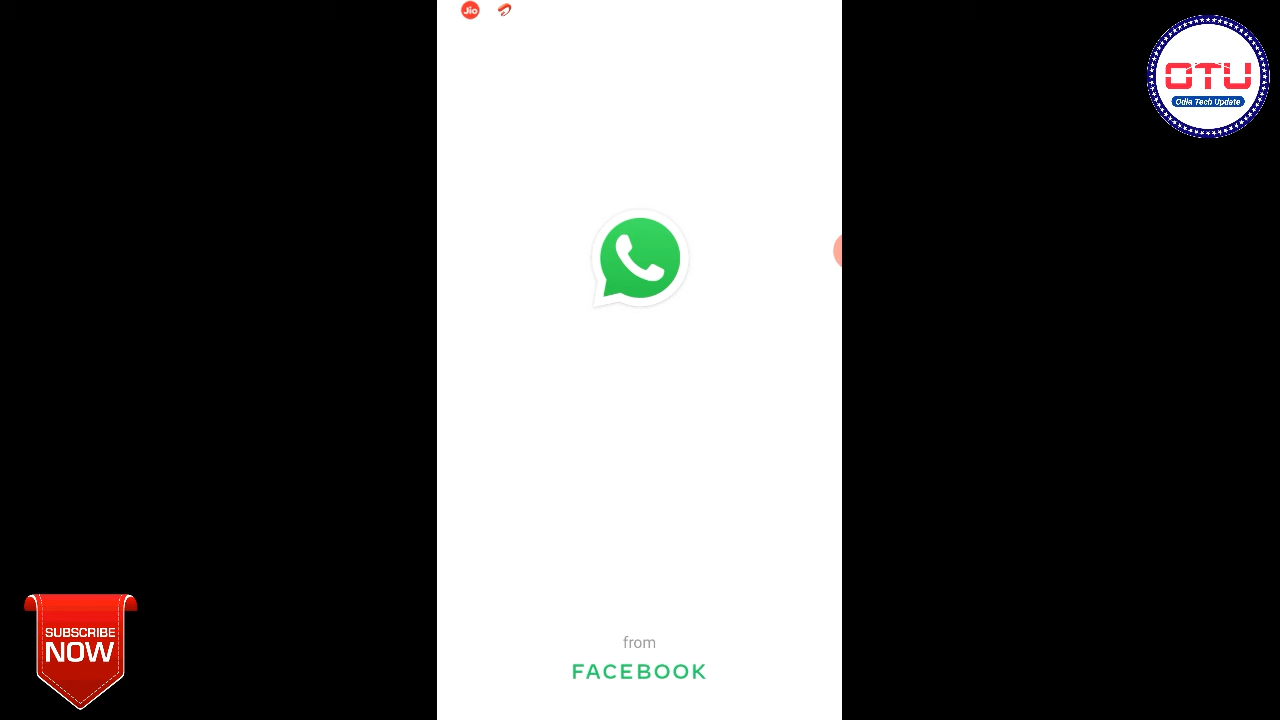 Jio
OTU
Odia Tech Update
from
FACEBOOK
SUBSCRIBE
NOW